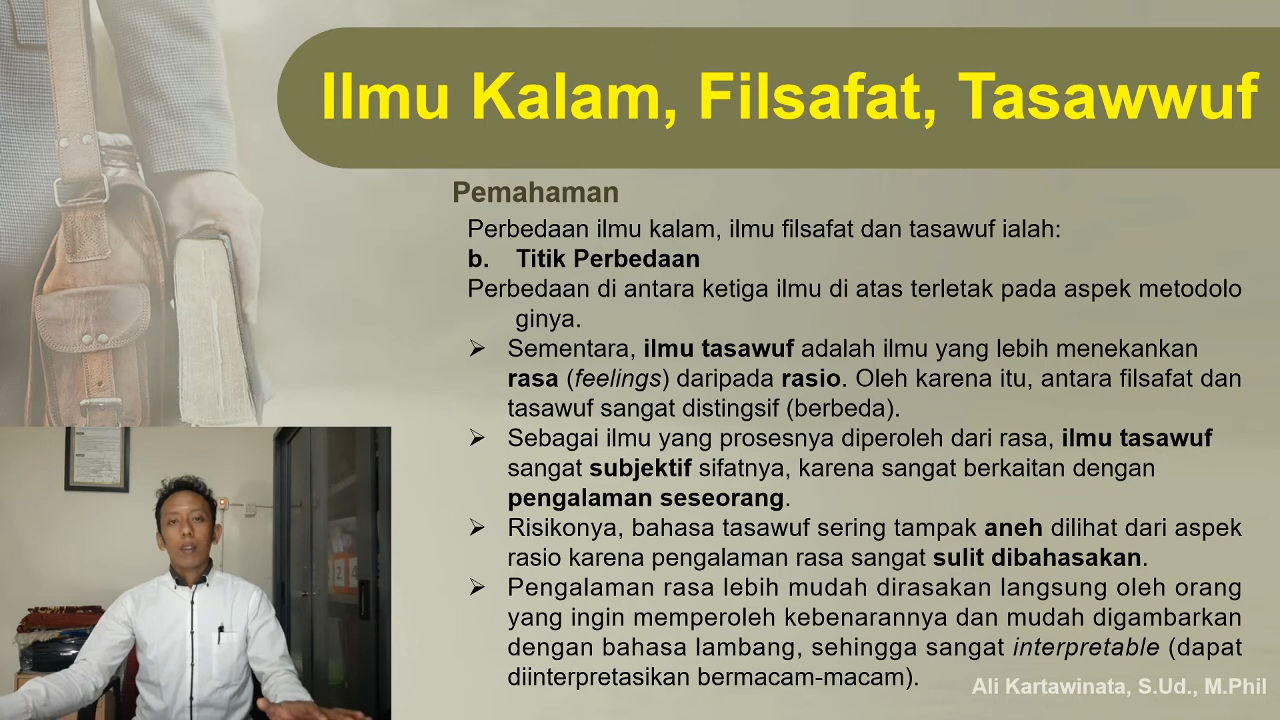 Ilmu Kalam, Filsafat, Tasawwuf
Pemahaman
Perbedaan ilmu kalam, ilmu filsafat dan tasawuf ialah:
b. Titik Perbedaan
Perbedaan di antara ketiga ilmu di atas terletak pada aspek metodolo
ginya.
➢ Sementara, ilmu tasawuf adalah ilmu yang lebih menekankan
rasa (feelings) daripada rasio. Oleh karena itu, antara filsafat dan
tasawuf sangat distingsif (berbeda).
➢ Sebagai ilmu yang prosesnya diperoleh dari rasa, ilmu tasawuf
sangat subjektif sifatnya, karena sangat berkaitan dengan
pengalaman seseorang.
➢ Risikonya, bahasa tasawuf sering tampak aneh dilihat dari aspek
rasio karena pengalaman rasa sangat sulit dibahasakan.
➢ Pengalaman rasa lebih mudah dirasakan langsung oleh orang
yang ingin memperoleh kebenarannya dan mudah digambarkan
dengan bahasa lambang, sehingga sangat interpretable (dapat
diinterpretasikan bermacam-macam).
Ali Kartawinata, S.Ud., M.Phil